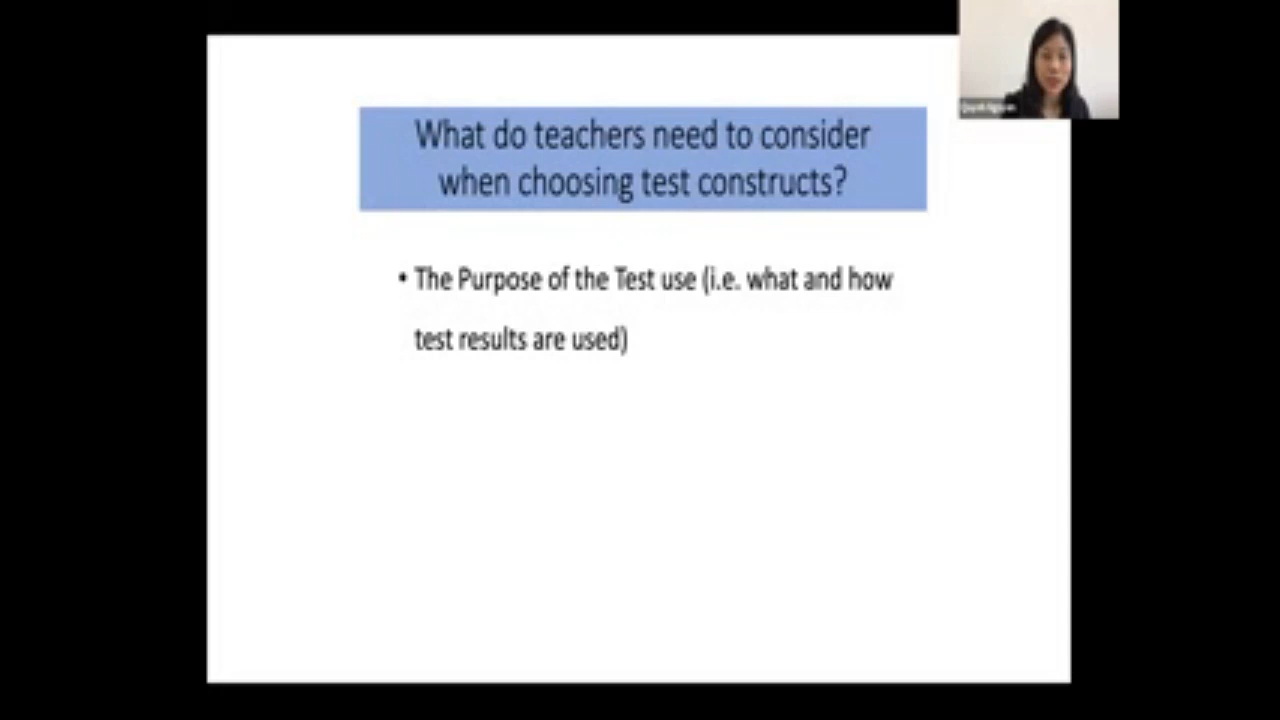 What do teachers need to consider
when choosing test constructs?
• The Purpose of the Test use (i.e. what and how
test results are used)